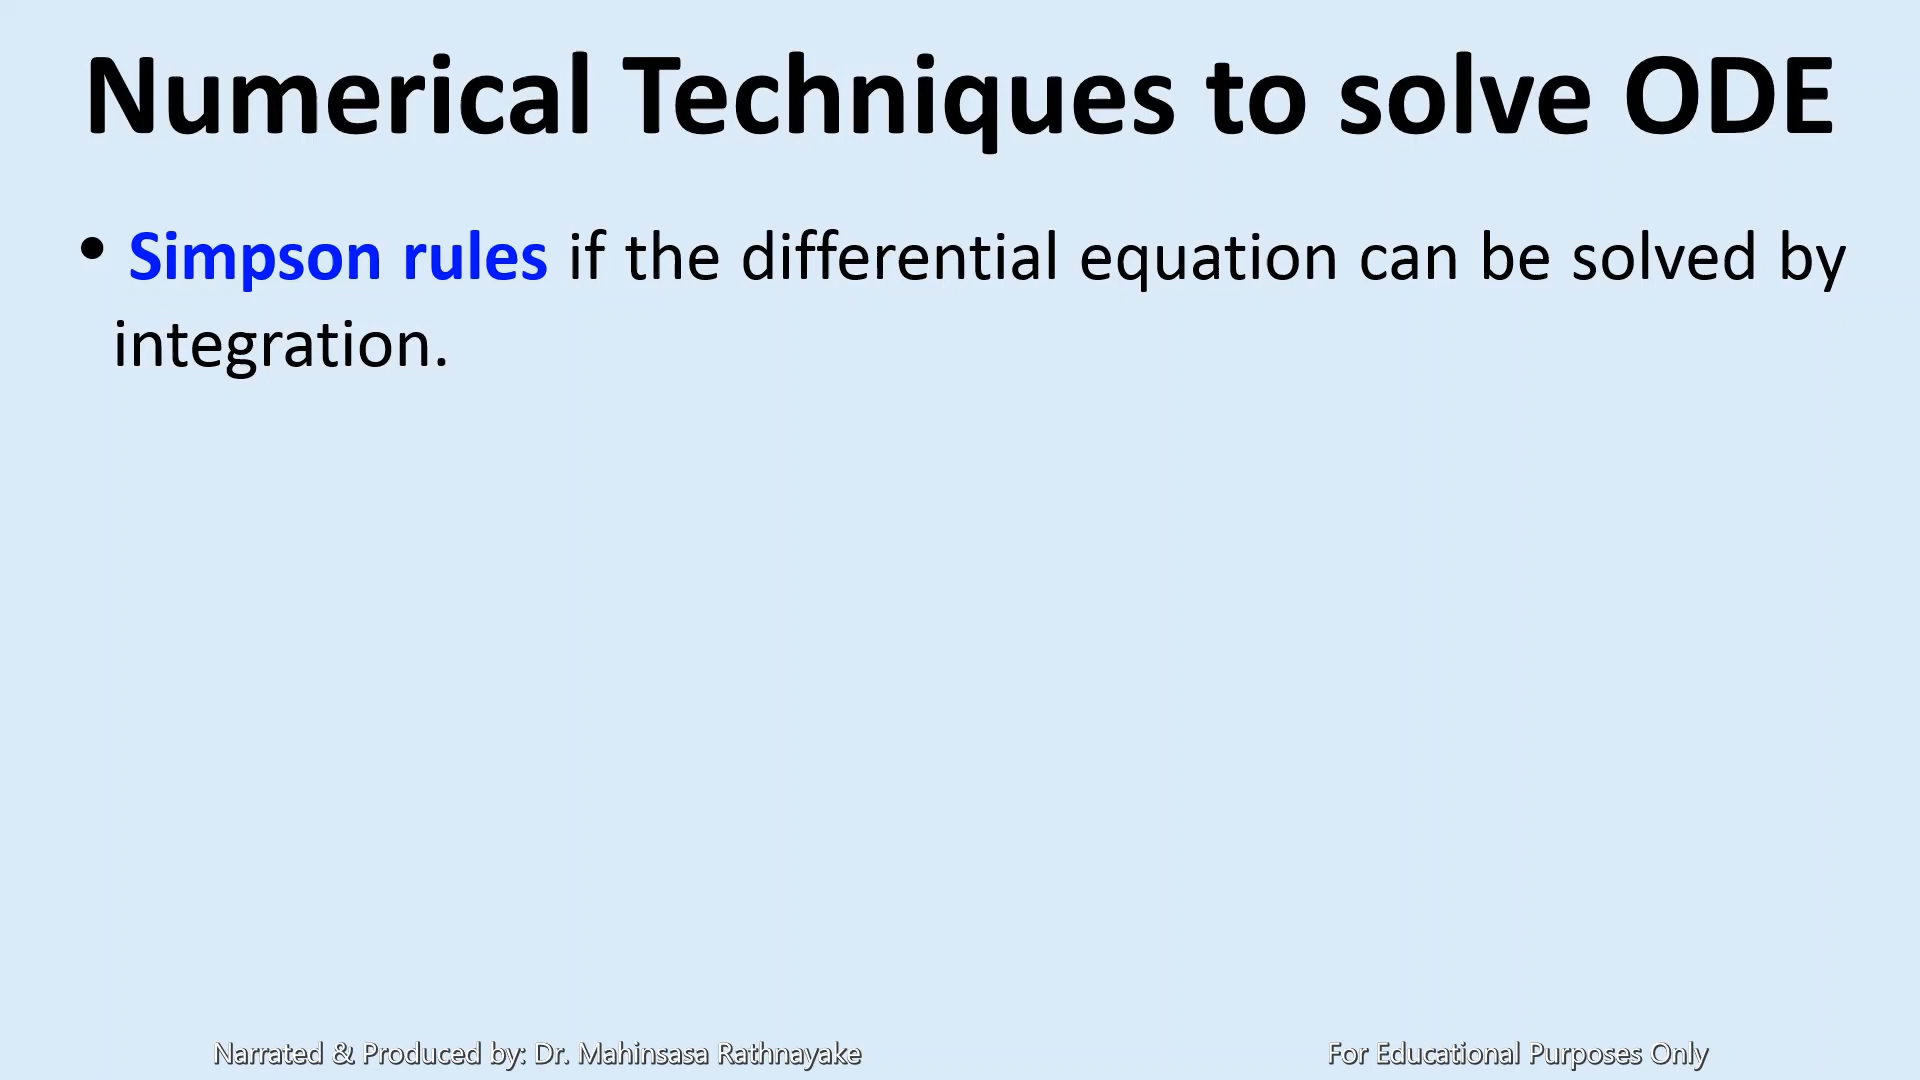 Numerical Techniques to solve ODE
• Simpson rules if the differential equation can be solved by
integration.
Narrated & Produced by: Dr. Mahinsasa Rathnayake
For Educational Purposes Only